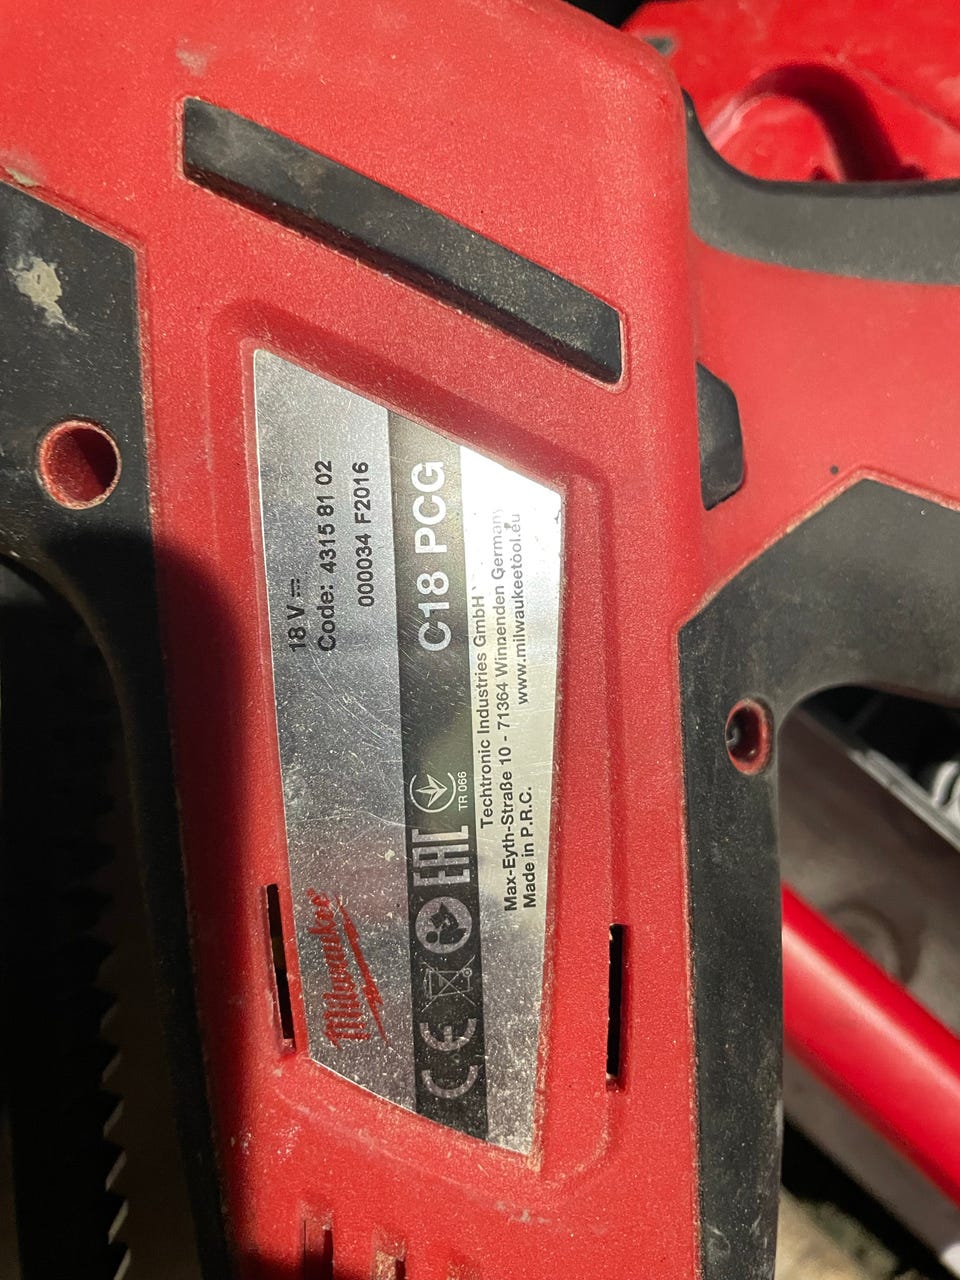 18 V
Code: 4315 81 02
000034 F2016
C18 PCG
TR 066
EAC
CE
Techtronic Industries GmbH
Max-Eyth-Straße 10 - 71364 Winnenden Germany
www.milwaukeetool.eu
Made in P.R.C.
Milwaukee